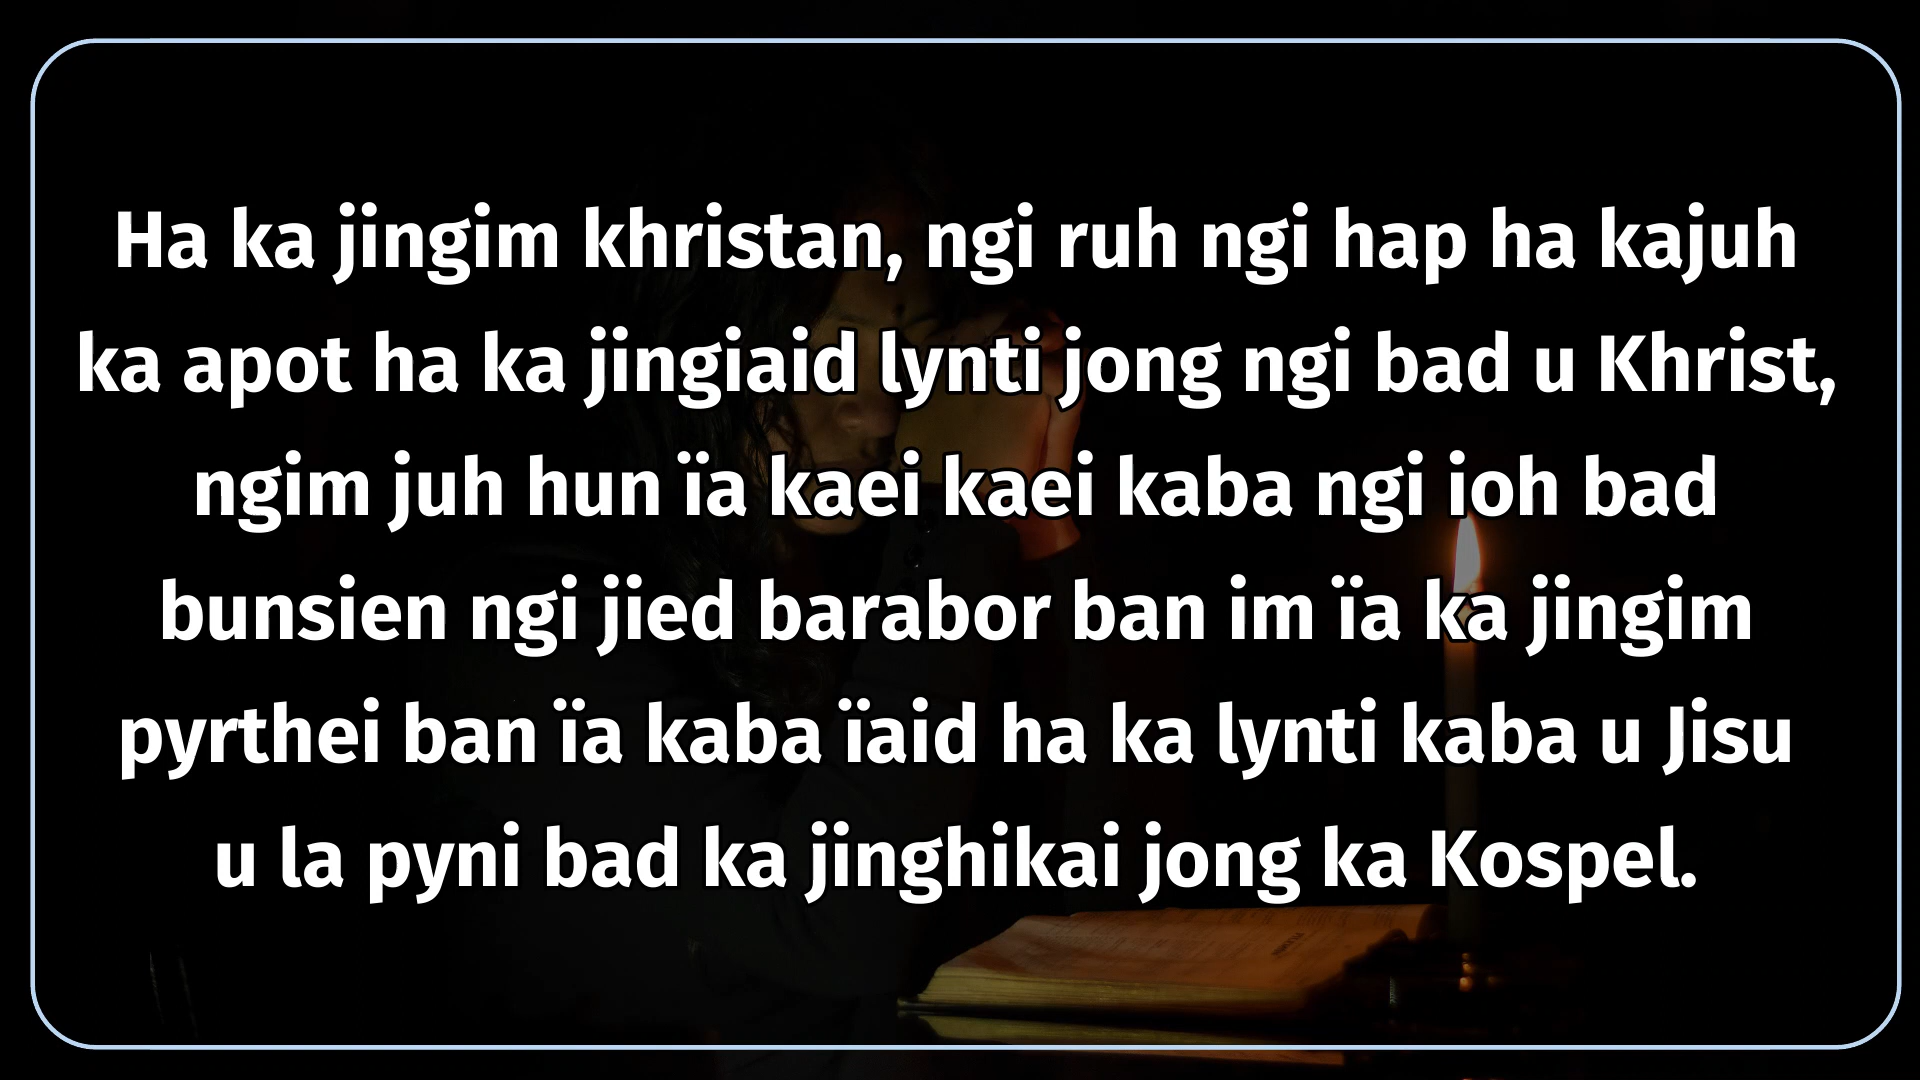 Ha ka jingim khristan, ngi ruh ngi hap ha kajuh
ka apot ha ka jingiaid lynti jong ngi bad u Khrist,
ngim juh hun ïa kaei kaei kaba ngi ioh bad
bunsien ngi jied barabor ban im ïa ka jingim
pyrthei ban ïa kaba ïaid ha ka lynti kaba u Jisu
u la pyni bad ka jinghikai jong ka Kospel.